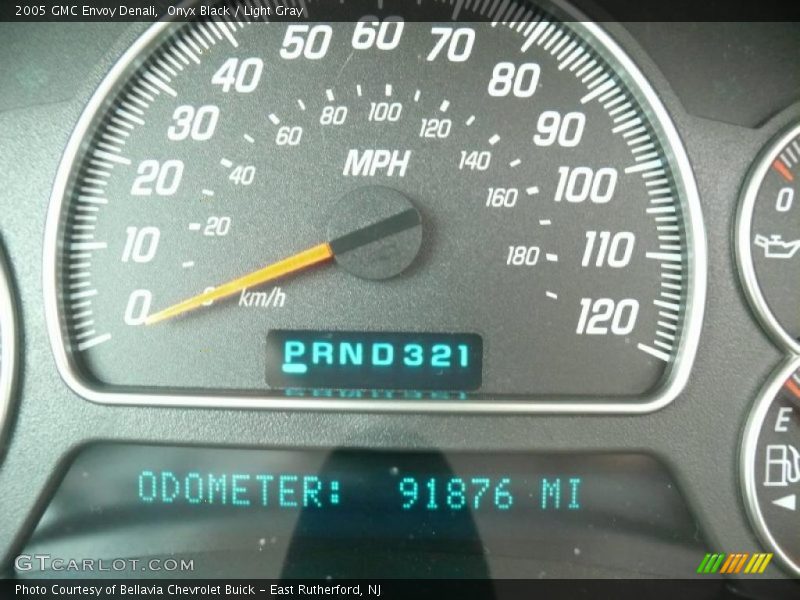 2005 GMC Envoy Denali, Onyx Black / Light Gray
0 10 20 30 40 50 60 70 80 90 100 110 120
MPH
0 20 40 60 80 100 120 140 160 180
km/h
PRND321
ODOMETER: 91876 MI
0
E
GTCARLOT.COM
Photo Courtesy of Bellavia Chevrolet Buick - East Rutherford, NJ